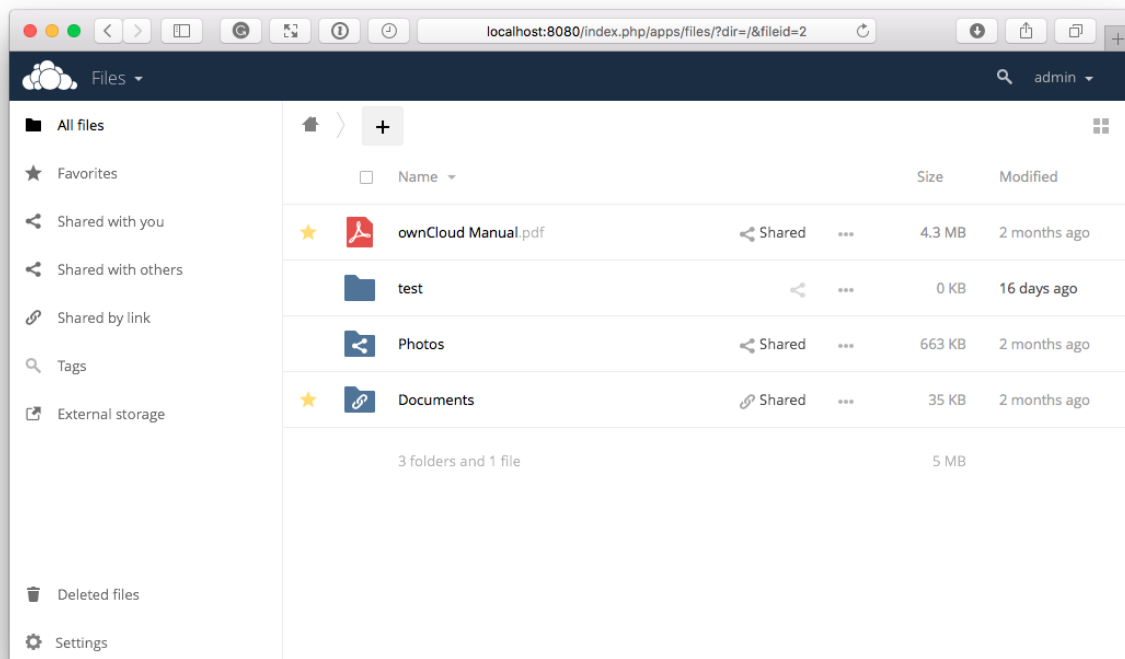 localhost:8080/index.php/apps/files/?dir=/&fileid=2
Files admin
All files
Favorites
Shared with you
Shared with others
Shared by link
Tags
External storage
Deleted files
Settings
Name Size Modified
ownCloud Manual.pdf Shared 4.3 MB 2 months ago
test 0 KB 16 days ago
Photos Shared 663 KB 2 months ago
Documents Shared 35 KB 2 months ago
3 folders and 1 file 5 MB